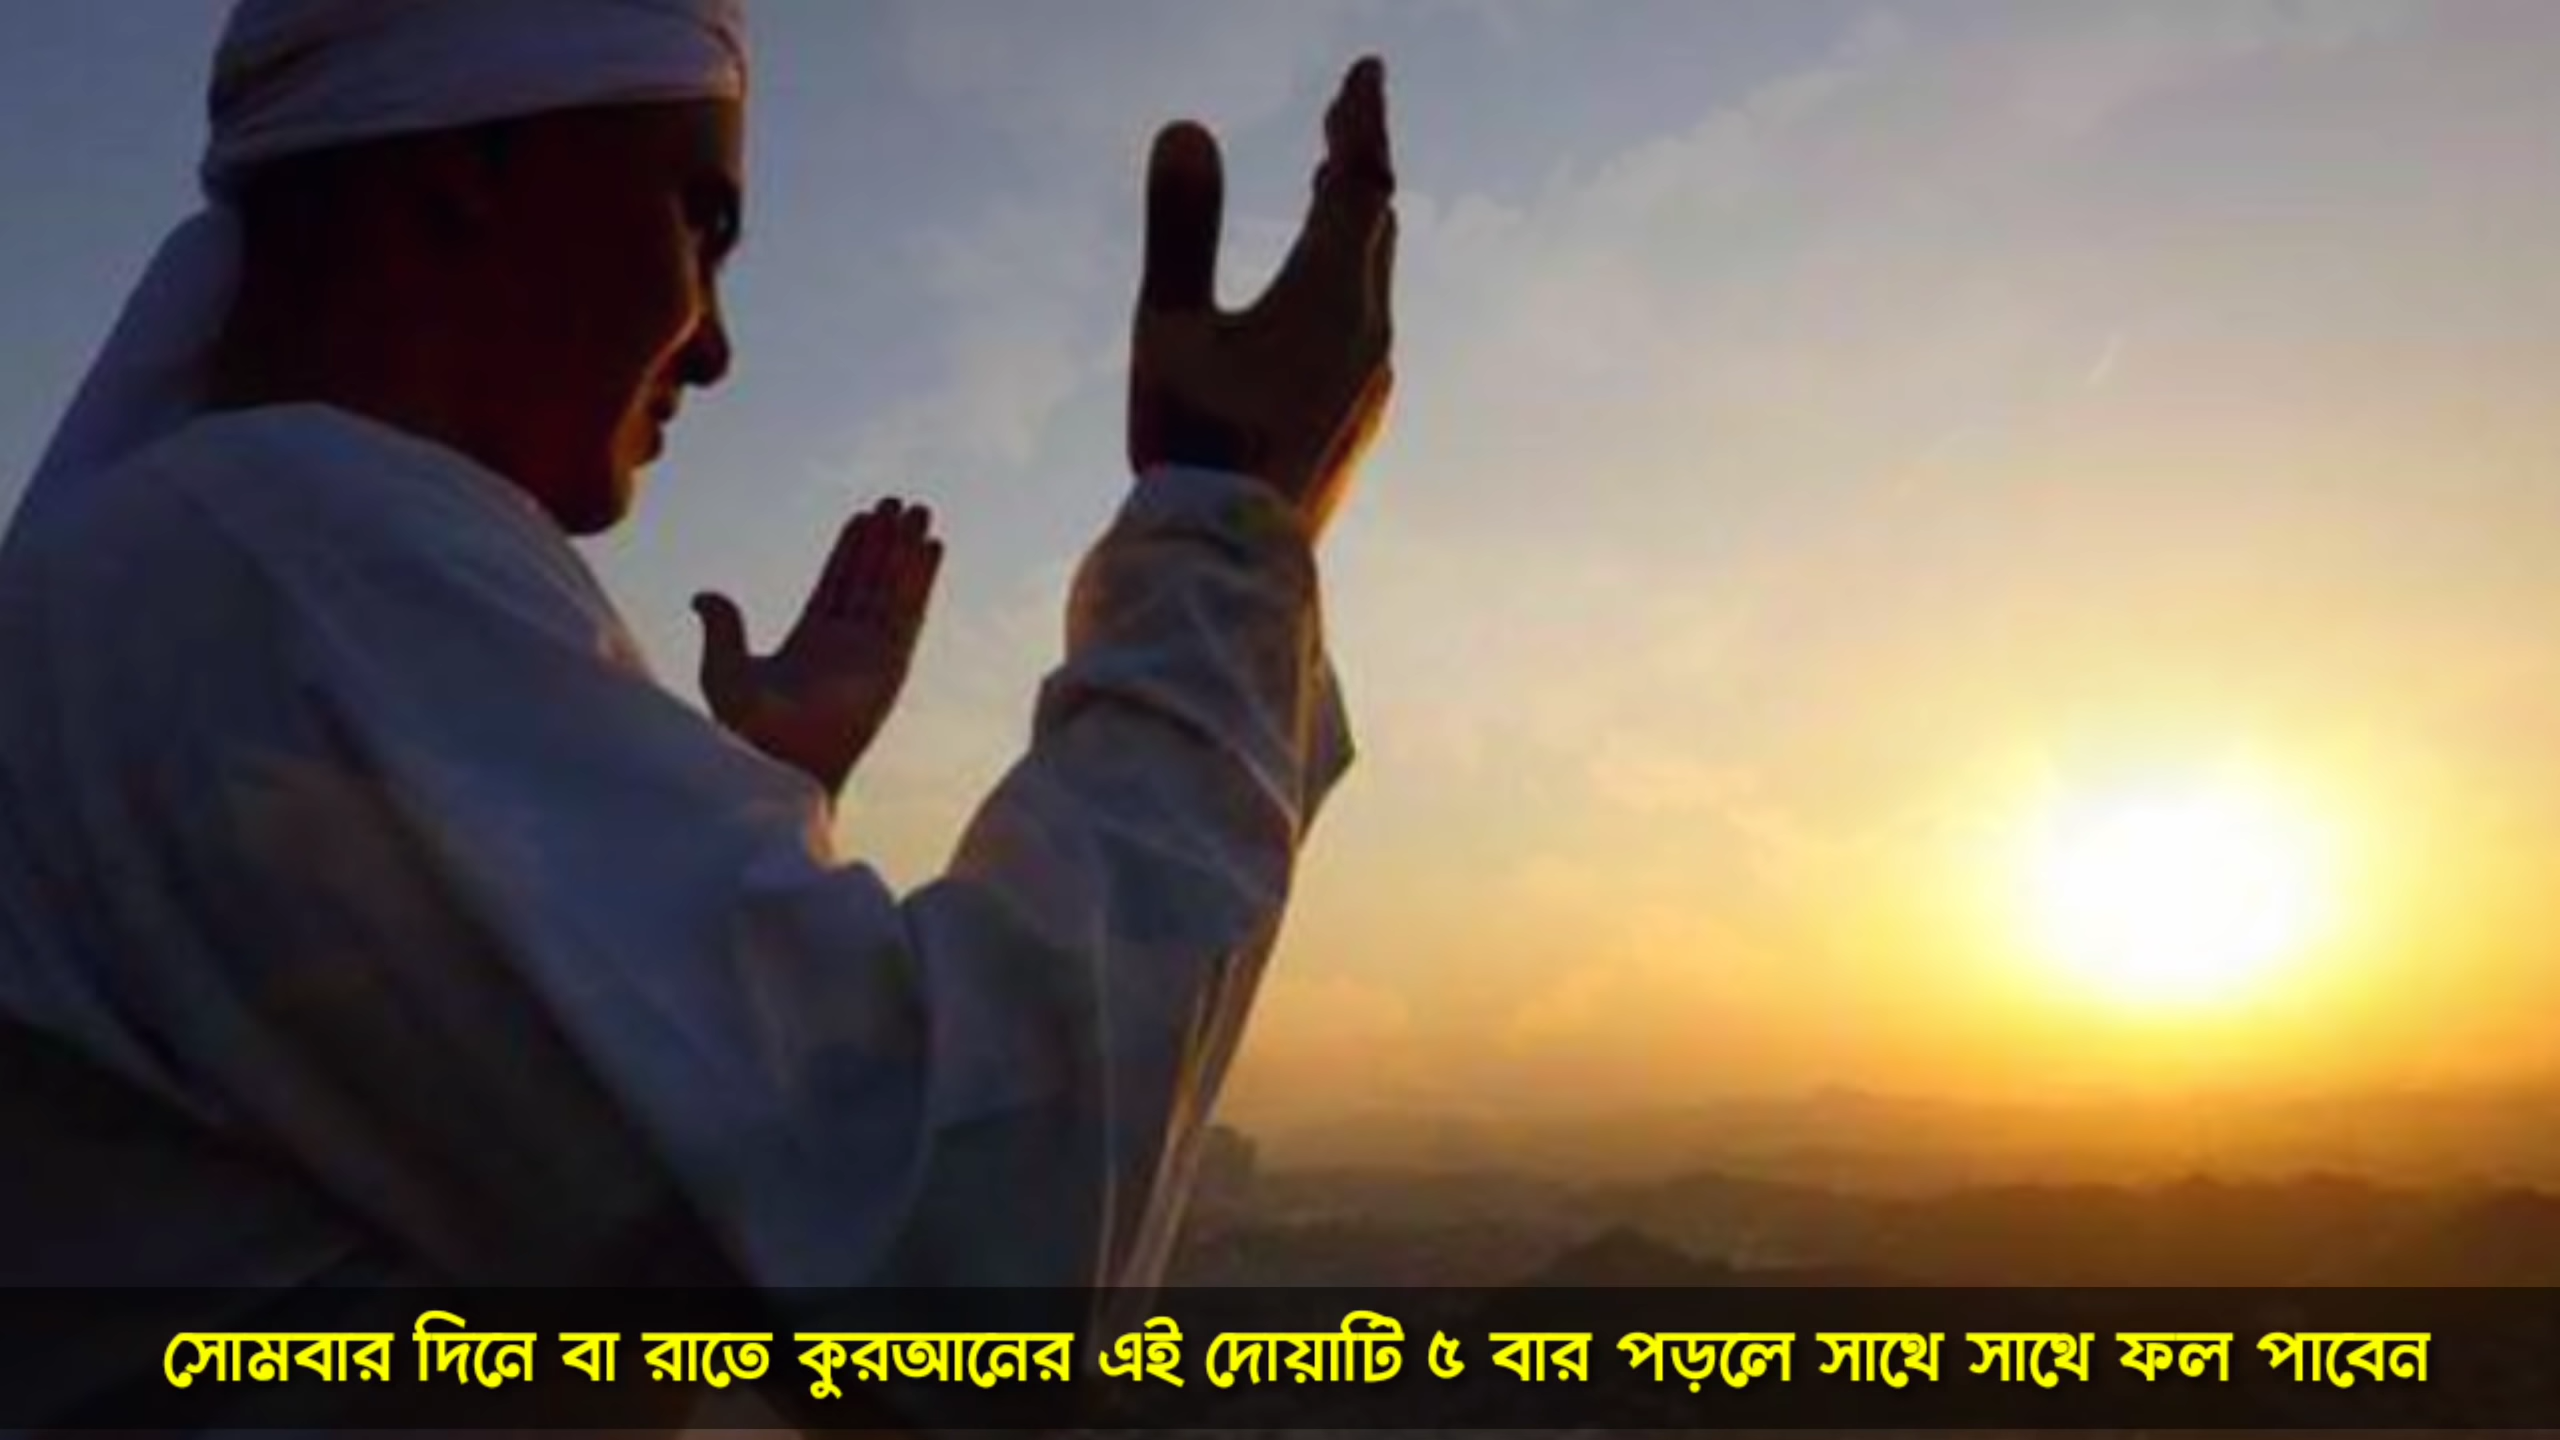 সোমবার দিনে বা রাতে কুরআনের এই দোয়াটি ৫ বার পড়লে সাথে সাথে ফল পাবেন